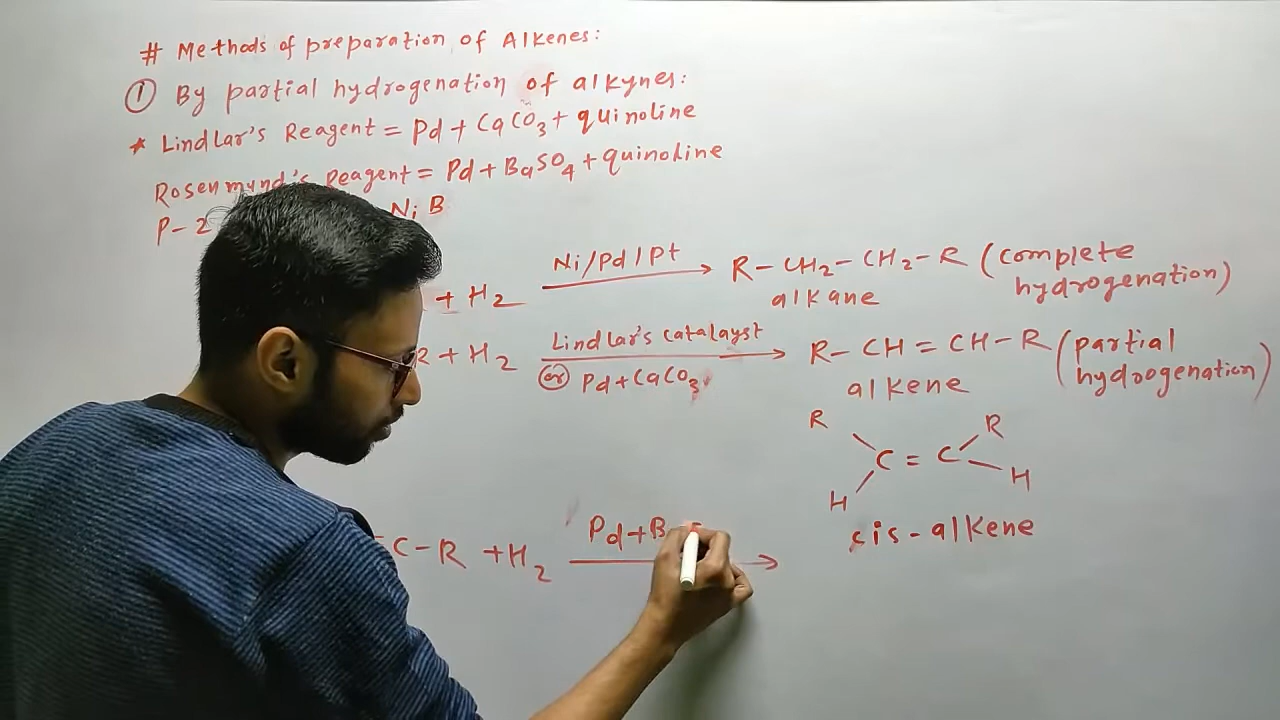 # Methods of preparation of Alkenes:
① By partial hydrogenation of alkynes:
* Lindlar's Reagent = Pd + CaCO₃ + quinoline
Rosenmund's Reagent = Pd + BaSO₄ + quinoline
P-2 Ni B
+ H₂ Ni/Pd/Pt → R-CH₂-CH₂-R (complete hydrogenation)
alkane
R + H₂ Lindlar's catalyst → R-CH=CH-R (partial hydrogenation)
or Pd + CaCO₃
alkene
R R
C = C
H H
cis-alkene
C-R + H₂ Pd + B →